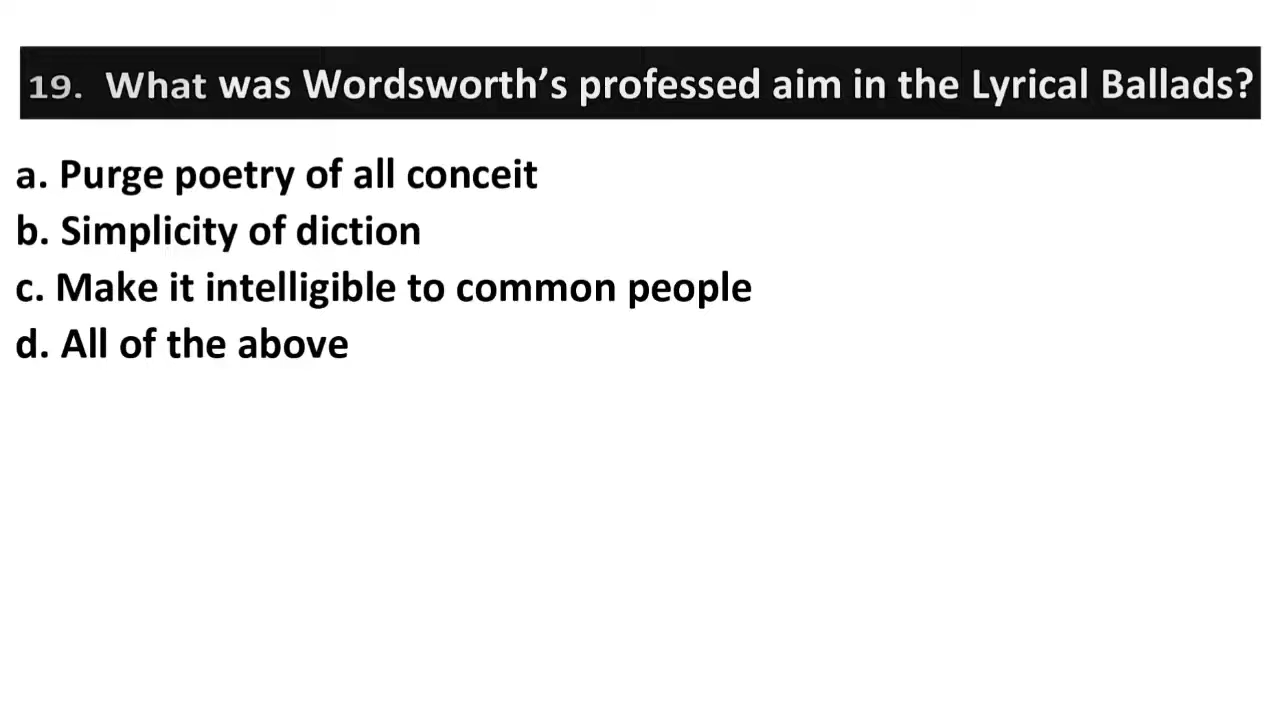 19. What was Wordsworth’s professed aim in the Lyrical Ballads?
a. Purge poetry of all conceit
b. Simplicity of diction
c. Make it intelligible to common people
d. All of the above